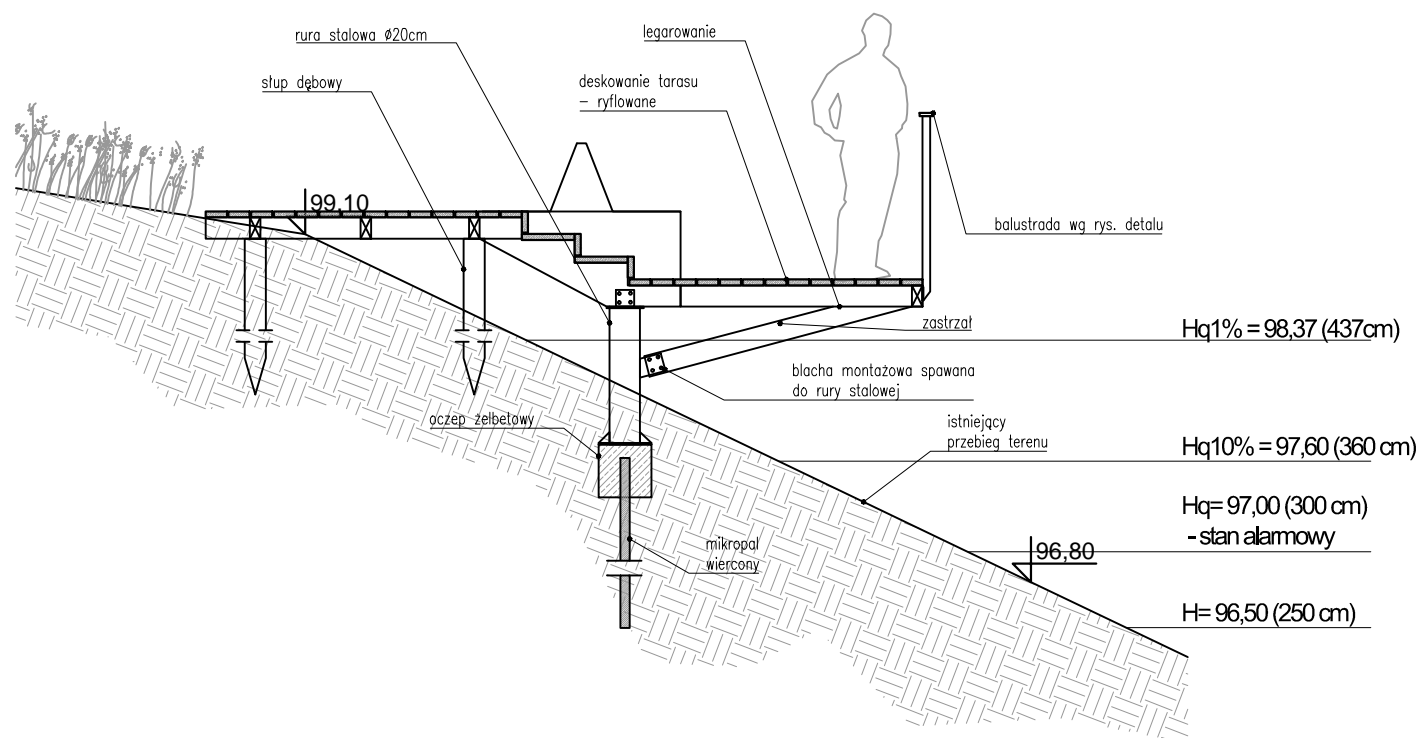 rura stalowa Ø20cm
legarowanie
słup dębowy
deskowanie tarasu
- ryflowane
99,10
balustrada wg rys. detalu
zastrzał
Hq1% = 98,37 (437cm)
blacha montażowa spawana
do rury stalowej
oczep żelbetowy
istniejący
przebieg terenu
Hq10% = 97,60 (360 cm)
Hq= 97,00 (300 cm)
- stan alarmowy
mikropal
wiercony
96,80
H= 96,50 (250 cm)